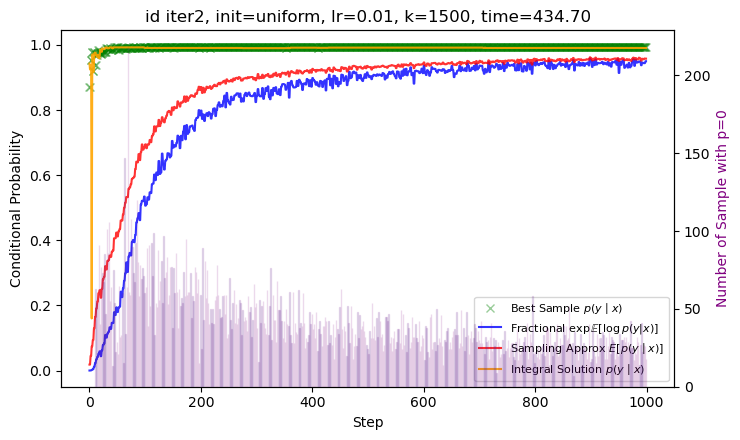 id iter2, init=uniform, lr=0.01, k=1500, time=434.70
Conditional Probability
1.0
0.8
0.6
0.4
0.2
0.0
200
150
100
50
0
Number of Sample with p=0
Best Sample p(y | x)
Fractional exp𝔼[log p(y|x)]
Sampling Approx E[p(y | x)]
Integral Solution p(y | x)
0 200 400 600 800 1000
Step